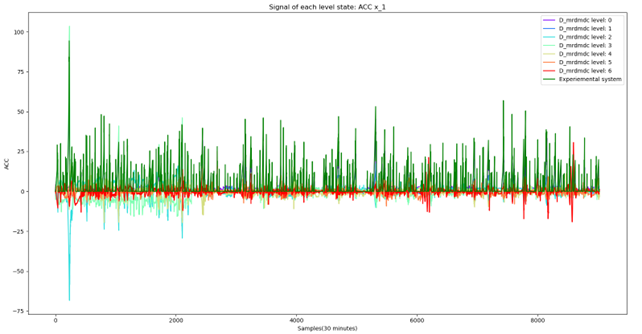 Signal of each level state: ACC x_1
D_mrdmdc level: 0
D_mrdmdc level: 1
D_mrdmdc level: 2
D_mrdmdc level: 3
D_mrdmdc level: 4
D_mrdmdc level: 5
D_mrdmdc level: 6
Experiemental system
100
75
50
25
0
−25
−50
−75
ACC
0 2000 4000 6000 8000
Samples(30 minutes)